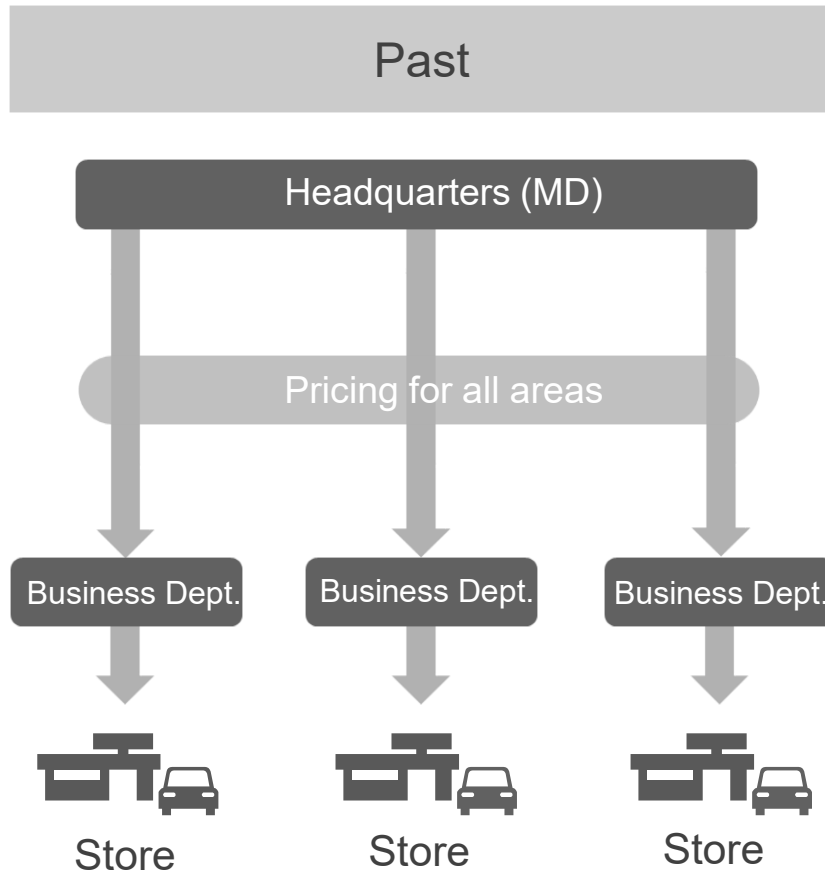 Past
Headquarters (MD)
Pricing for all areas
Business Dept.
Business Dept.
Business Dept.
Store
Store
Store